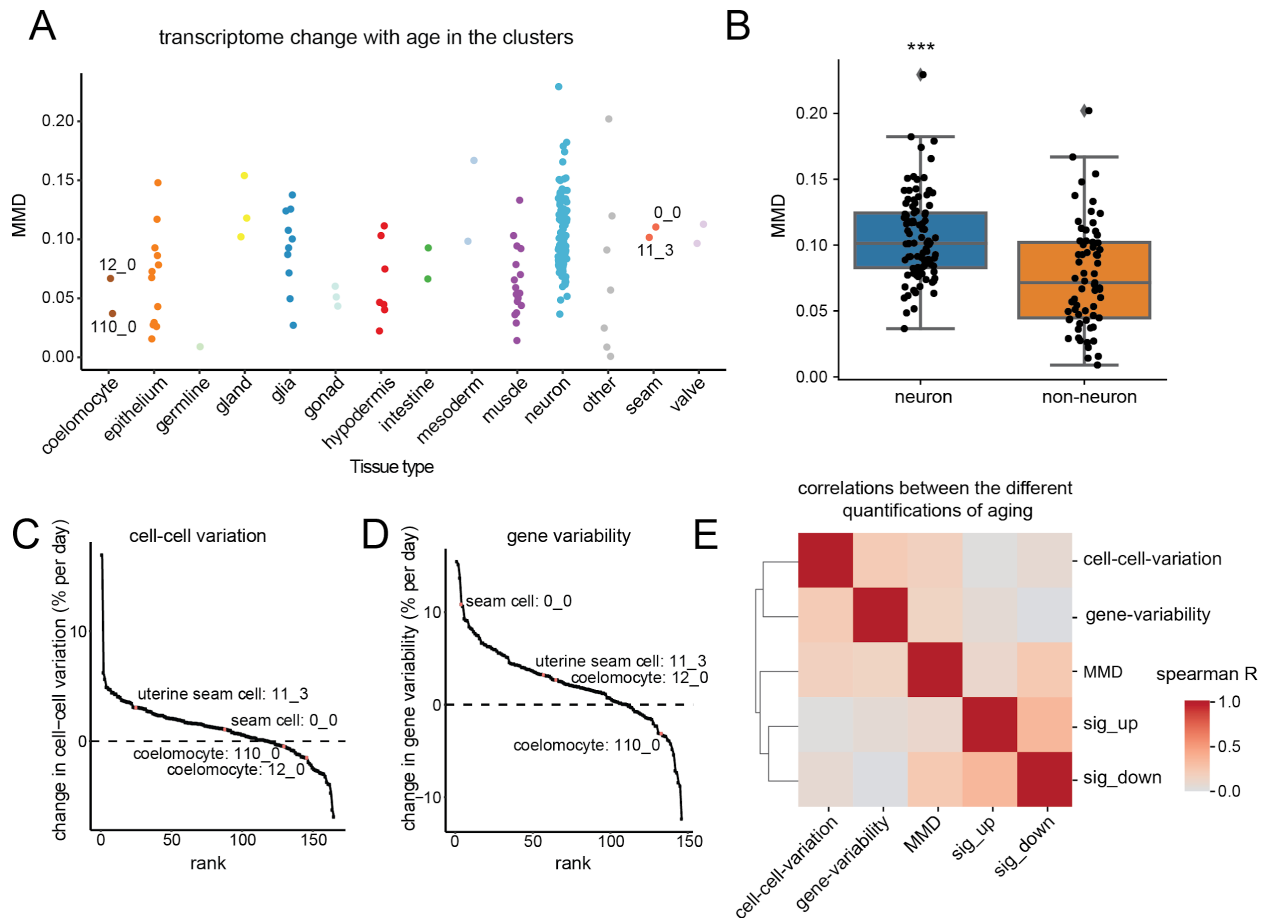 A
transcriptome change with age in the clusters
MMD
0.20
0.15
0.10
0.05
0.00
12_0
110_0
0_0
11_3
coelomocyte
epithelium
germline
gland
glia
gonad
hypodermis
intestine
mesoderm
muscle
neuron
other
seam
valve
Tissue type
B
***
MMD
0.20
0.15
0.10
0.05
0.00
neuron
non-neuron
C
cell-cell variation
change in cell–cell variation (% per day)
10
0
uterine seam cell: 11_3
seam cell: 0_0
coelomocyte: 110_0
coelomocyte: 12_0
0
50
100
rank
D
gene variability
change in gene variability (% per day)
10
0
−10
seam cell: 0_0
uterine seam cell: 11_3
coelomocyte: 12_0
coelomocyte: 110_0
0
50
100
150
rank
E
correlations between the different
quantifications of aging
cell-cell-variation
gene-variability
MMD
sig_up
sig_down
cell-cell-variation
gene-variability
MMD
sig_up
sig_down
spearman R
1.0
0.5
0.0